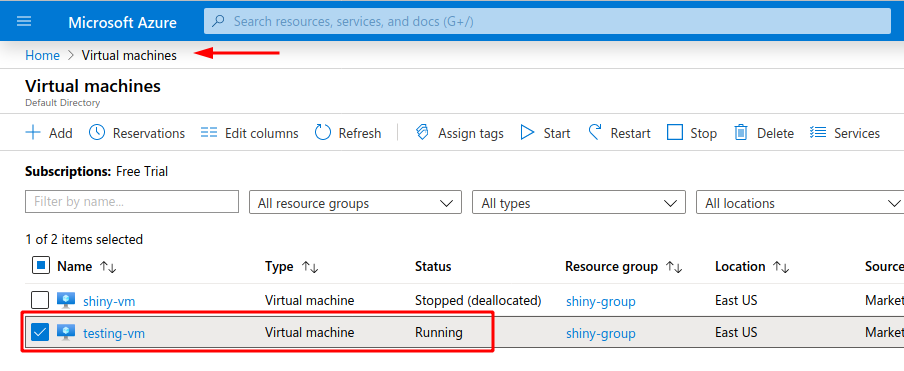 Microsoft Azure Search resources, services, and docs (G+/)
Home > Virtual machines
Virtual machines
Default Directory
Add Reservations Edit columns Refresh Assign tags Start Restart Stop Delete Services
Subscriptions: Free Trial
Filter by name... All resource groups All types All locations
1 of 2 items selected
Name Type Status Resource group Location Source
shiny-vm Virtual machine Stopped (deallocated) shiny-group East US Market
testing-vm Virtual machine Running shiny-group East US Market